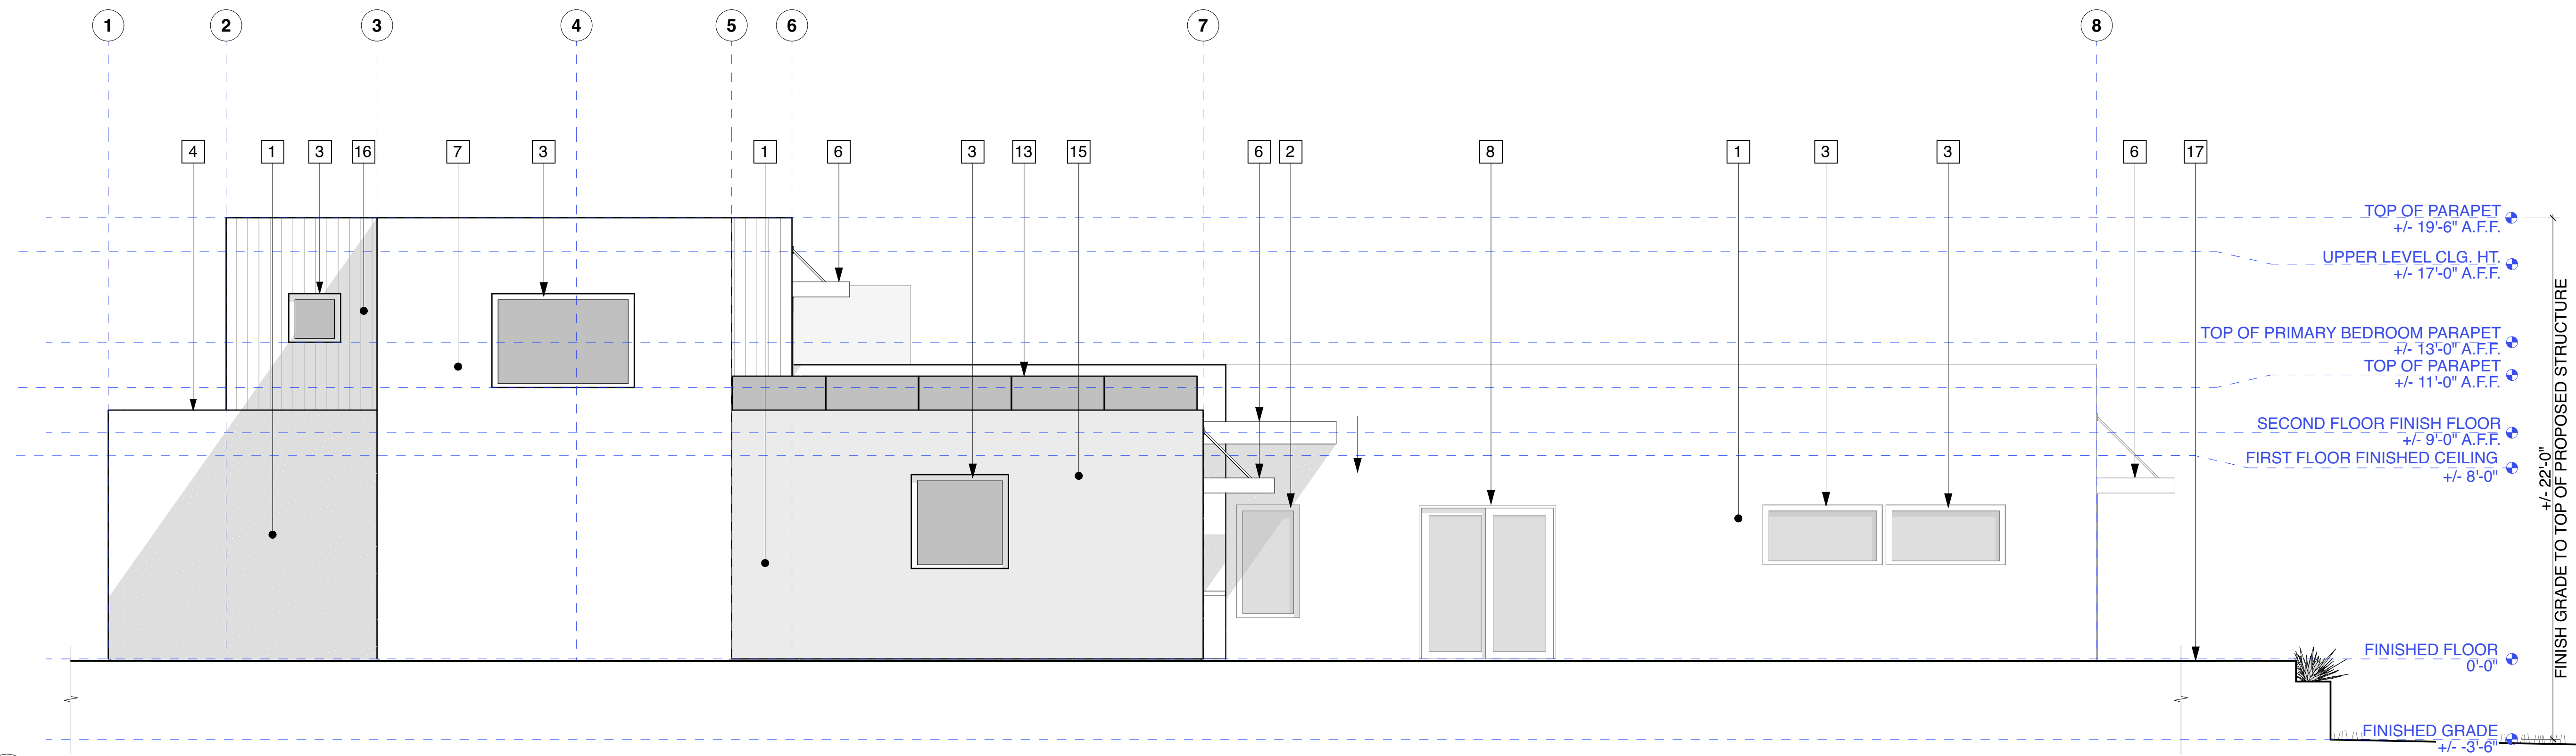 1 2 3 4 5 6 7 8
4 1 3 16 7 3 1 6 3 13 15 6 2 8 1 3 3 6 17
TOP OF PARAPET
+/- 19'-6" A.F.F.
UPPER LEVEL CLG. HT.
+/- 17'-0" A.F.F.
TOP OF PRIMARY BEDROOM PARAPET
+/- 13'-0" A.F.F.
TOP OF PARAPET
+/- 11'-0" A.F.F.
SECOND FLOOR FINISH FLOOR
+/- 9'-0" A.F.F.
FIRST FLOOR FINISHED CEILING
+/- 8'-0"
FINISHED FLOOR
0'-0"
FINISHED GRADE
+/- -3'-6"
+/- 22'-0"
FINISH GRADE TO TOP OF PROPOSED STRUCTURE